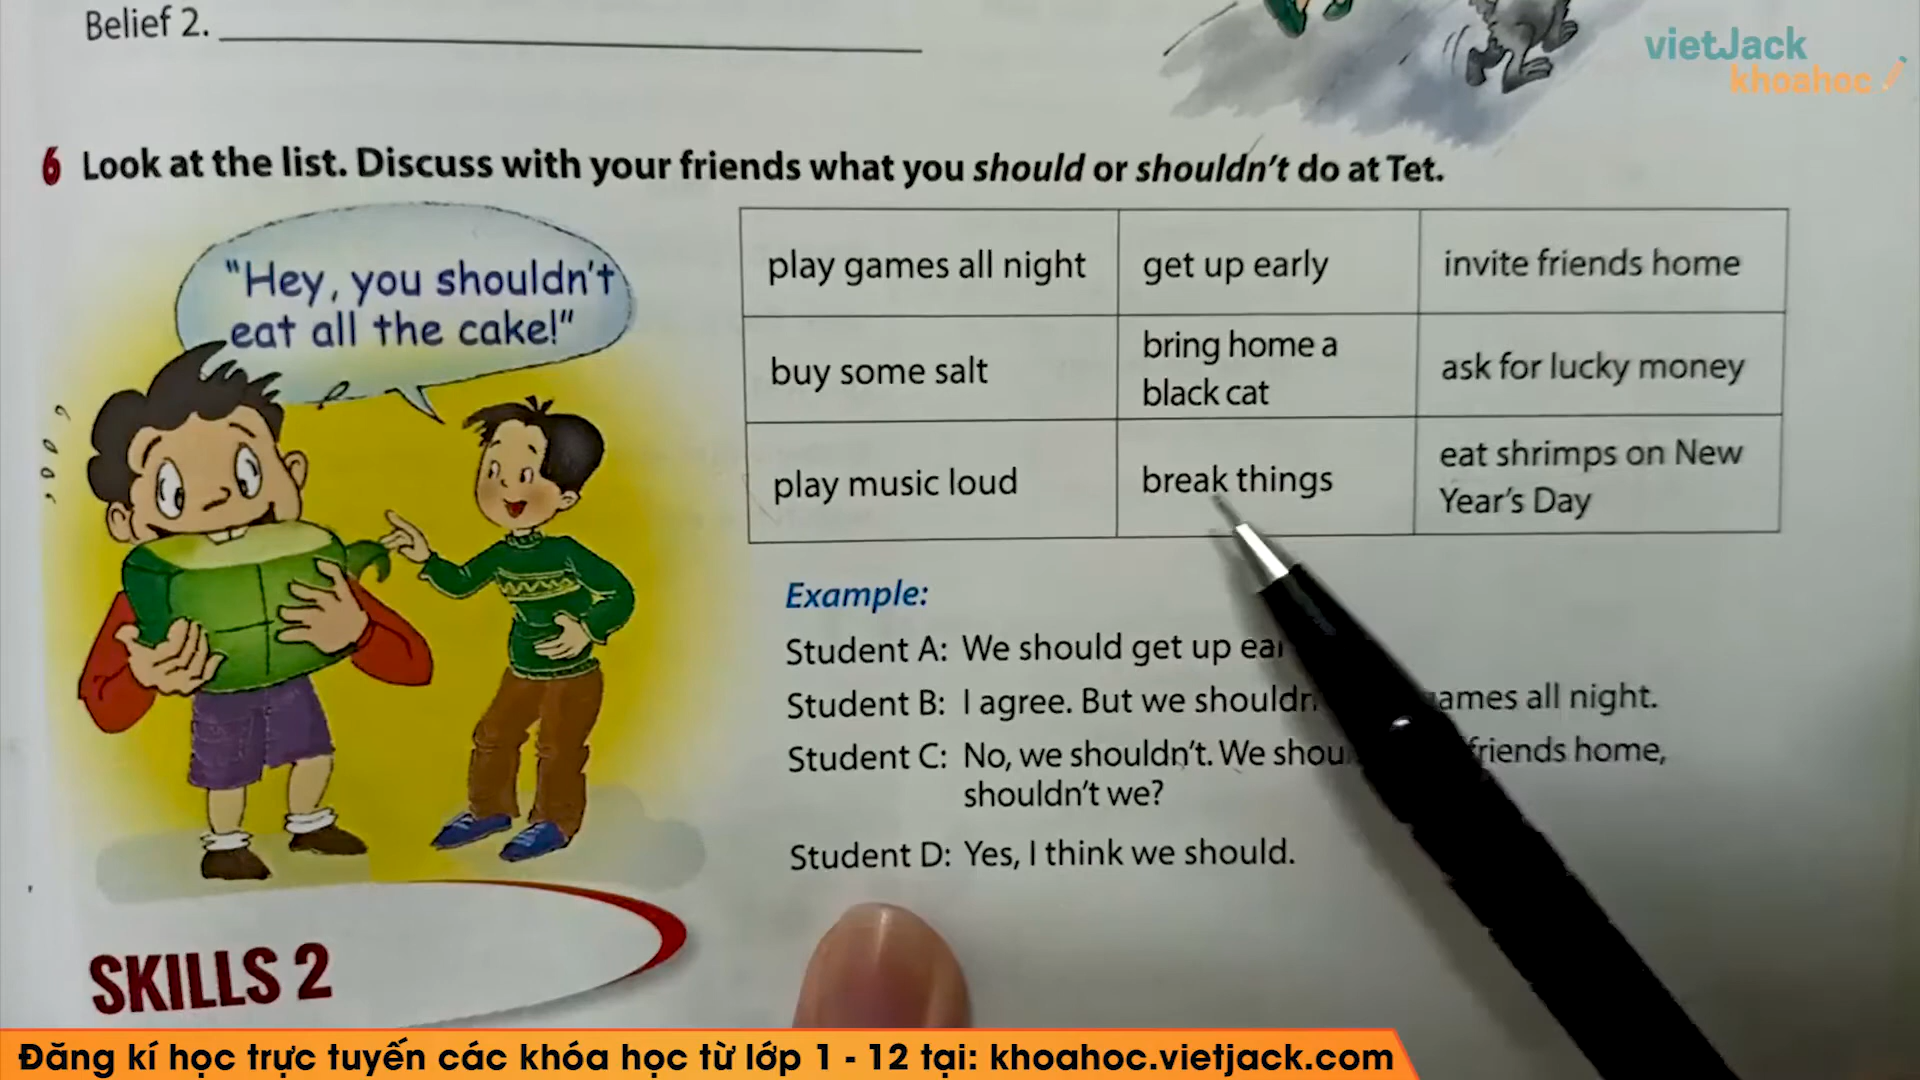 Belief 2.
vietJack
khoahoc
6 Look at the list. Discuss with your friends what you should or shouldn't do at Tet.
"Hey, you shouldn't
eat all the cake!"
play games all night
get up early
invite friends home
buy some salt
bring home a
black cat
ask for lucky money
play music loud
break things
eat shrimps on New
Year's Day
Example:
Student A: We should get up
Student B: I agree. But we games all night.
Student C: No, we shouldn't. We friends home,
shouldn't we?
Student D: Yes, I think we should.
SKILLS 2
Đăng kí học trực tuyến các khóa học từ lớp 1 - 12 tại: khoahoc.vietjack.com